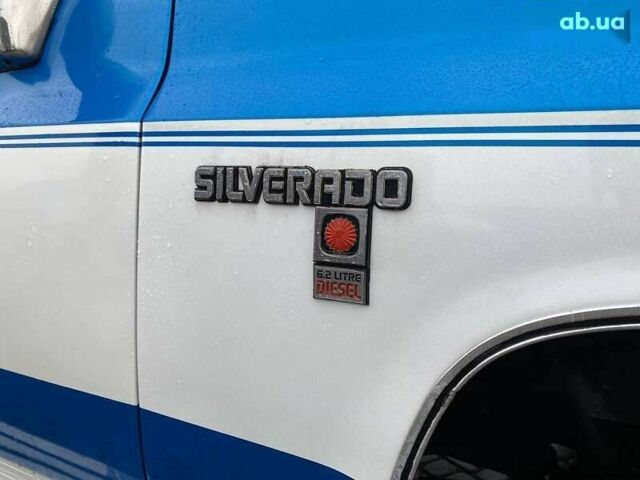 ab.ua
SILVERADO
6.2 LITRE
DIESEL